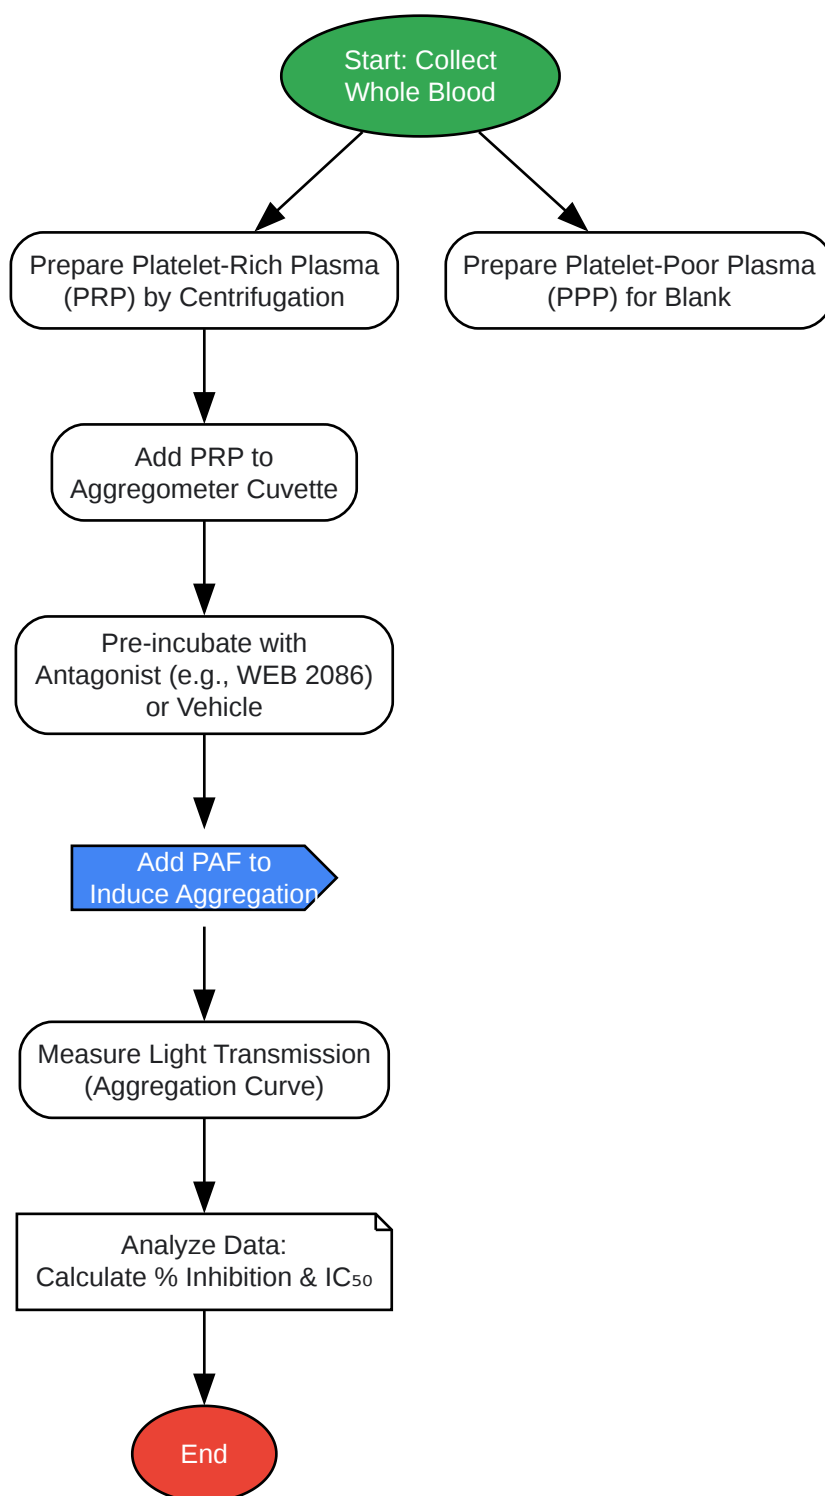 Start: Collect
Whole Blood
Prepare Platelet-Rich Plasma
(PRP) by Centrifugation
Prepare Platelet-Poor Plasma
(PPP) for Blank
Add PRP to
Aggregometer Cuvette
Pre-incubate with
Antagonist (e.g., WEB 2086)
or Vehicle
Add PAF to
Induce Aggregation
Measure Light Transmission
(Aggregation Curve)
Analyze Data:
Calculate % Inhibition & IC₅₀
End